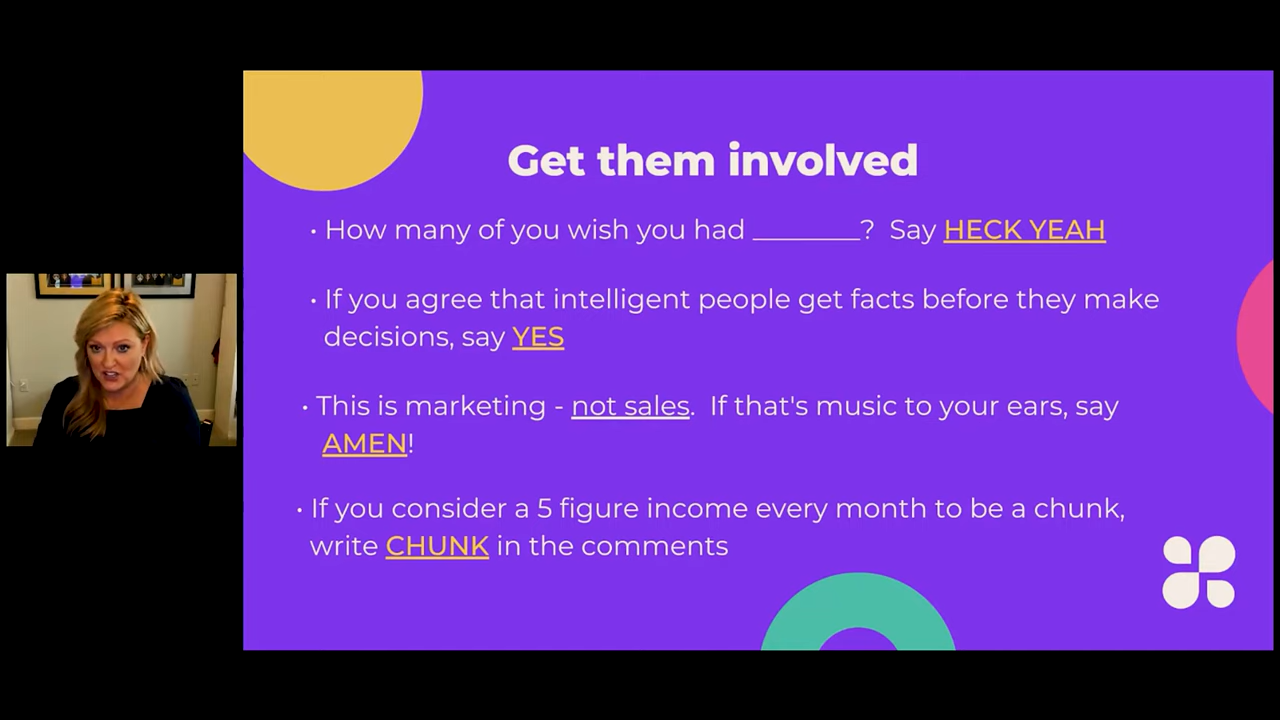 Get them involved
• How many of you wish you had ________? Say HECK YEAH
• If you agree that intelligent people get facts before they make
decisions, say YES
• This is marketing - not sales. If that's music to your ears, say
AMEN!
• If you consider a 5 figure income every month to be a chunk,
write CHUNK in the comments